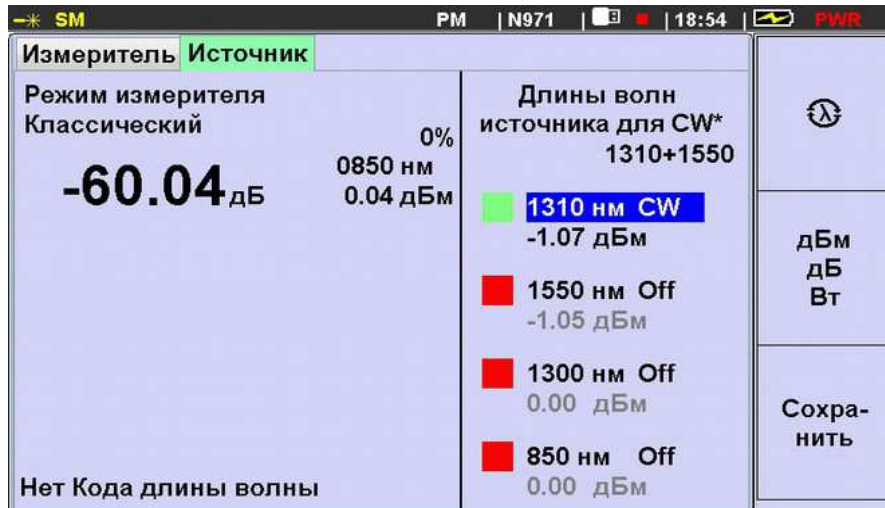 SM PM | N971 | | 18:54 | PWR
Измеритель Источник
Режим измерителя
Классический
0%
0850 нм
-60.04 дБ 0.04 дБм
Нет Кода длины волны
Длины волн
источника для CW*
1310+1550
1310 нм CW
-1.07 дБм
1550 нм Off
-1.05 дБм
1300 нм Off
0.00 дБм
850 нм Off
0.00 дБм
λ
дБм
дБ
Вт
Сохра-
нить